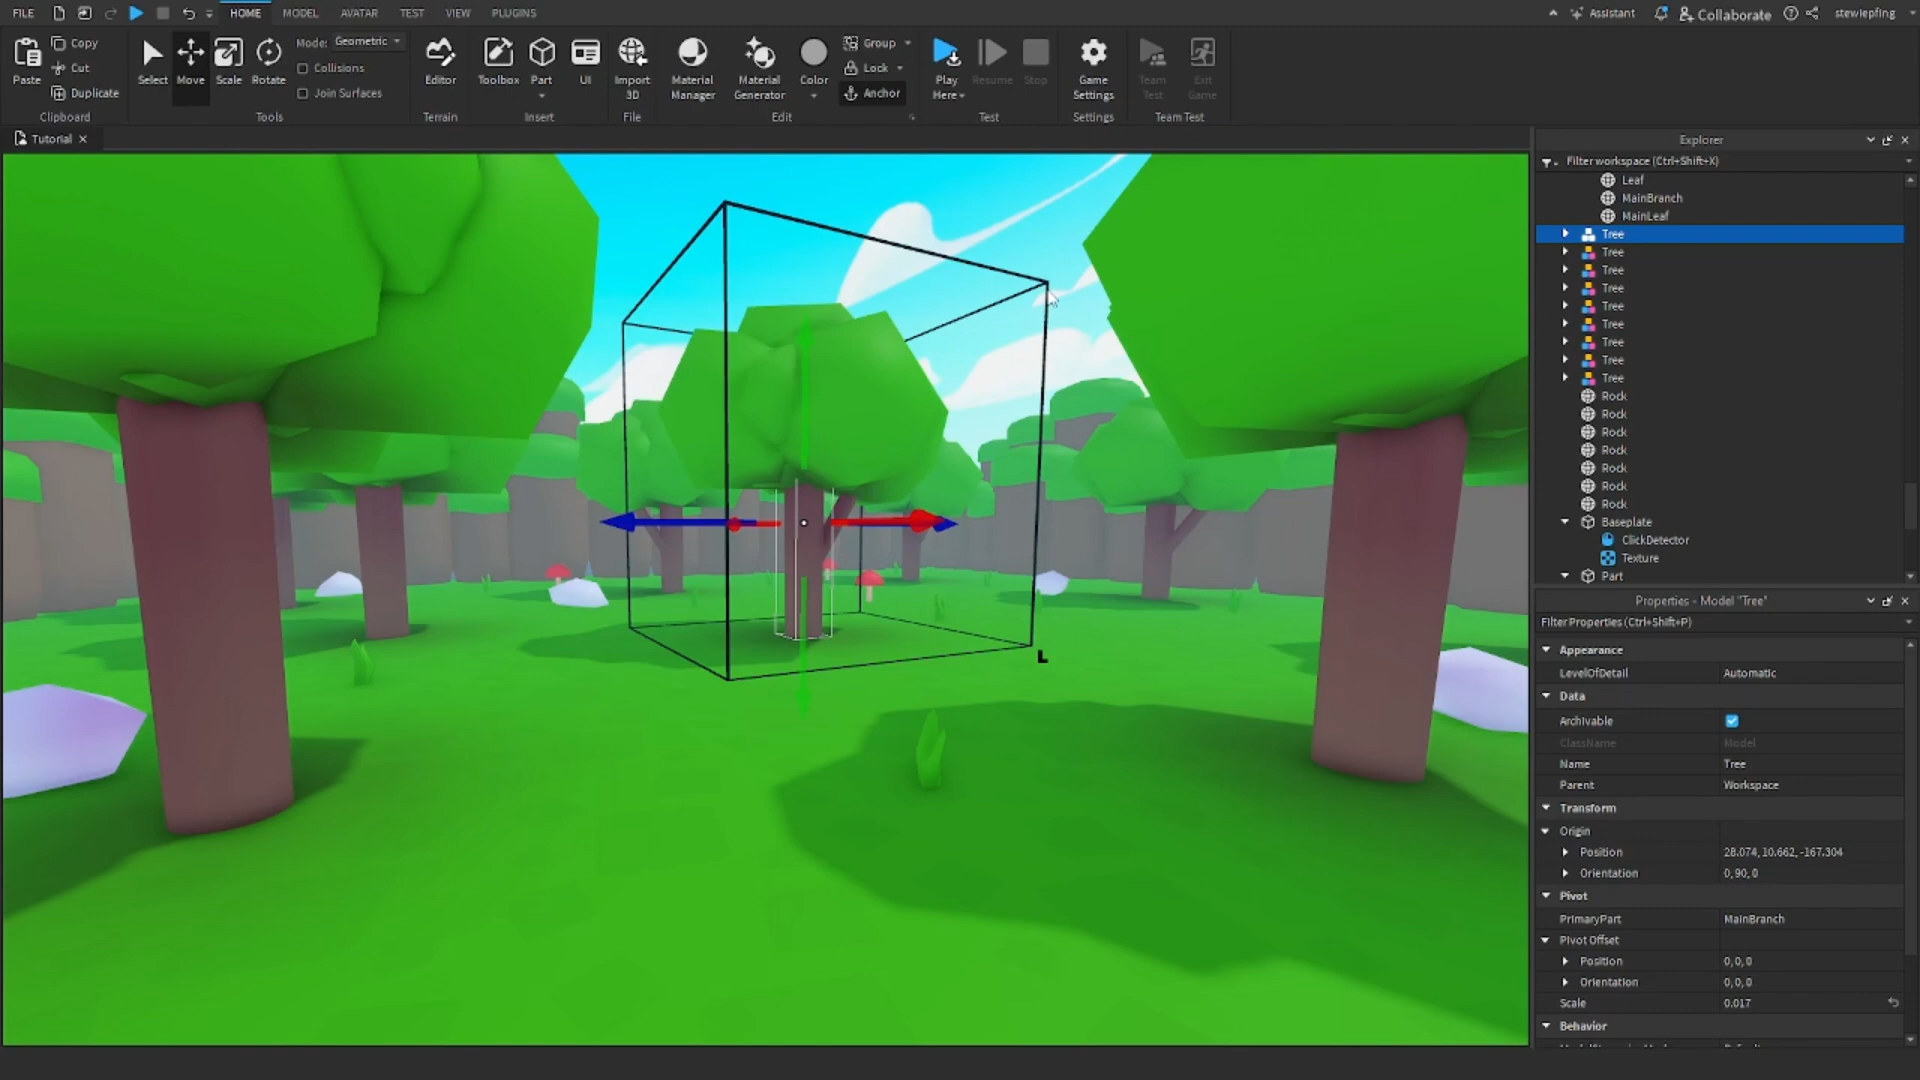 FILE HOME MODEL AVATAR TEST VIEW PLUGINS Assistant Collaborate stewiepfing
Paste Copy Cut Duplicate Clipboard
Select Move Scale Rotate Mode: Geometric Collisions Join Surfaces Tools
Editor Terrain
Toolbox Part UI Insert
Import 3D File
Material Manager Material Generator Color Group Lock Anchor Edit
Play Here Resume Stop Test
Game Settings Settings
Team Test Exit Game Team Test
Tutorial
L
Explorer
Filter workspace (Ctrl+Shift+X)
Leaf
MainBranch
MainLeaf
Tree
Tree
Tree
Tree
Tree
Tree
Tree
Tree
Tree
Rock
Rock
Rock
Rock
Rock
Rock
Rock
Baseplate
ClickDetector
Texture
Part
Properties - Model "Tree"
Filter Properties (Ctrl+Shift+P)
Appearance
LevelOfDetail Automatic
Data
Archivable
ClassName Model
Name Tree
Parent Workspace
Transform
Origin
Position 28.074, 10.662, -167.304
Orientation 0, 90, 0
Pivot
PrimaryPart MainBranch
Pivot Offset
Position 0, 0, 0
Orientation 0, 0, 0
Scale 0.017
Behavior